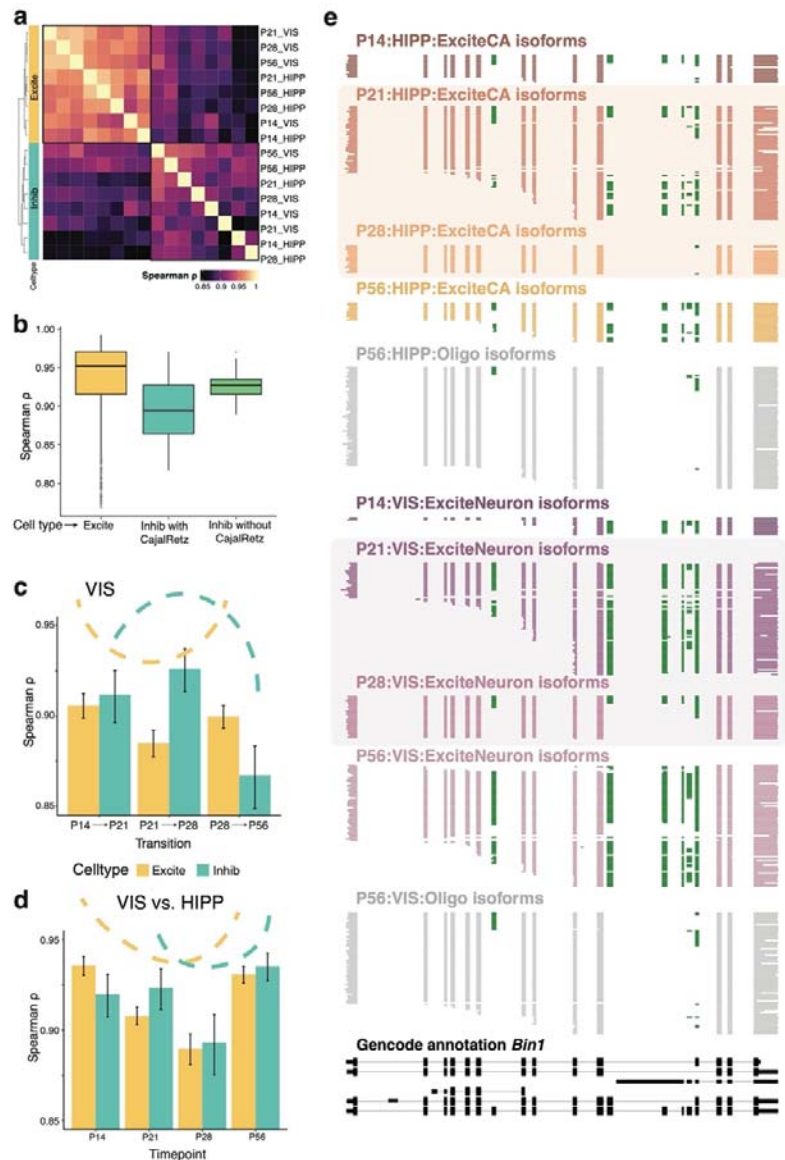 a
P21_VIS
P28_VIS
P56_VIS
P21_HIPP
P56_HIPP
P28_HIPP
P14_VIS
P14_HIPP
P56_VIS
P56_HIPP
P21_HIPP
P28_VIS
P14_VIS
P21_VIS
P14_HIPP
P28_HIPP
Excite
Inhib
Celltype
Spearman ρ
0.85 0.9 0.95 1
b
1.00
0.95
0.90
0.85
0.80
Spearman ρ
Cell type → Excite Inhib with CajalRetz Inhib without CajalRetz
c
VIS
0.95
0.90
0.85
Spearman ρ
P14 → P21 P21 → P28 P28 → P56
Transition
Celltype Excite Inhib
d
VIS vs. HIPP
0.95
0.90
0.85
Spearman ρ
P14 P21 P28 P56
Timepoint
e
P14:HIPP:ExciteCA isoforms
P21:HIPP:ExciteCA isoforms
P28:HIPP:ExciteCA isoforms
P56:HIPP:ExciteCA isoforms
P56:HIPP:Oligo isoforms
P14:VIS:ExciteNeuron isoforms
P21:VIS:ExciteNeuron isoforms
P28:VIS:ExciteNeuron isoforms
P56:VIS:ExciteNeuron isoforms
P56:VIS:Oligo isoforms
Gencode annotation Bin1